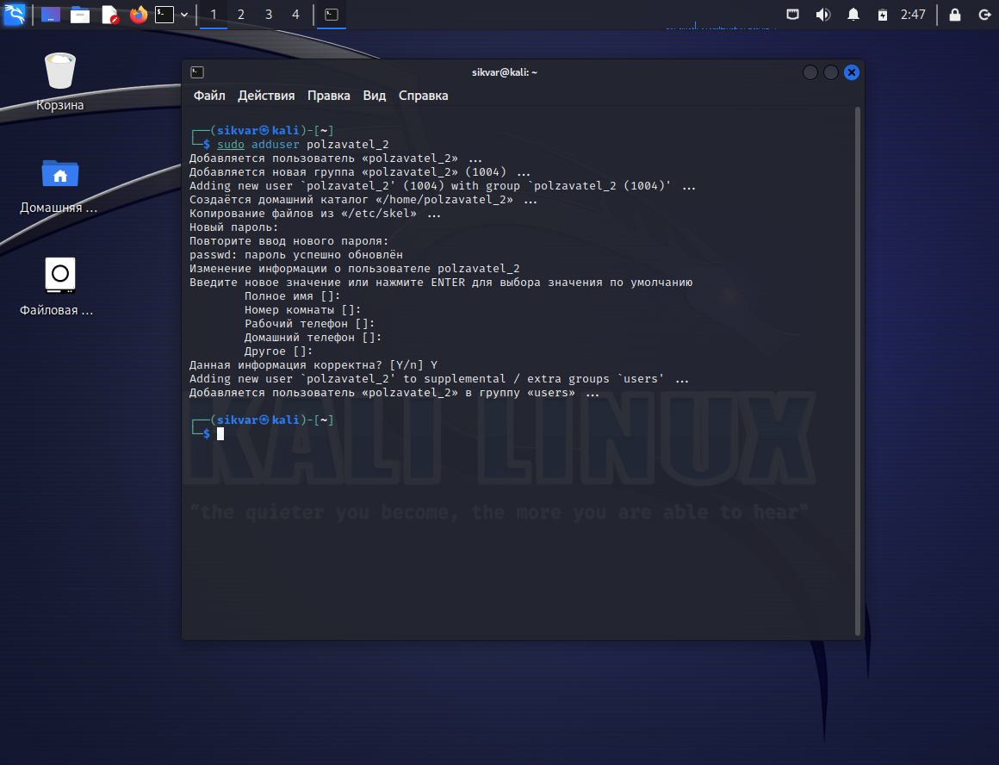 1 2 3 4 2:47
Корзина
Домашняя ...
Файловая ...
sikvar@kali: ~
Файл Действия Правка Вид Справка
┌──(sikvar㉿kali)-[~]
└─$ sudo adduser polzavatel_2
Добавляется пользователь «polzavatel_2» ...
Добавляется новая группа «polzavatel_2» (1004) ...
Adding new user `polzavatel_2' (1004) with group `polzavatel_2 (1004)' ...
Создаётся домашний каталог «/home/polzavatel_2» ...
Копирование файлов из «/etc/skel» ...
Новый пароль:
Повторите ввод нового пароля:
passwd: пароль успешно обновлён
Изменение информации о пользователе polzavatel_2
Введите новое значение или нажмите ENTER для выбора значения по умолчанию
Полное имя []:
Номер комнаты []:
Рабочий телефон []:
Домашний телефон []:
Другое []:
Данная информация корректна? [Y/n] Y
Adding new user `polzavatel_2' to supplemental / extra groups `users' ...
Добавляется пользователь «polzavatel_2» в группу «users» ...
┌──(sikvar㉿kali)-[~]
└─$
KALI LINUX
"the quieter you become, the more you are able to hear"